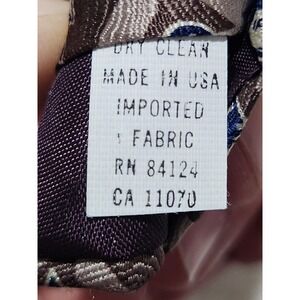 DRY CLEAN
MADE IN USA
IMPORTED
FABRIC
RN 84124
CA 11070